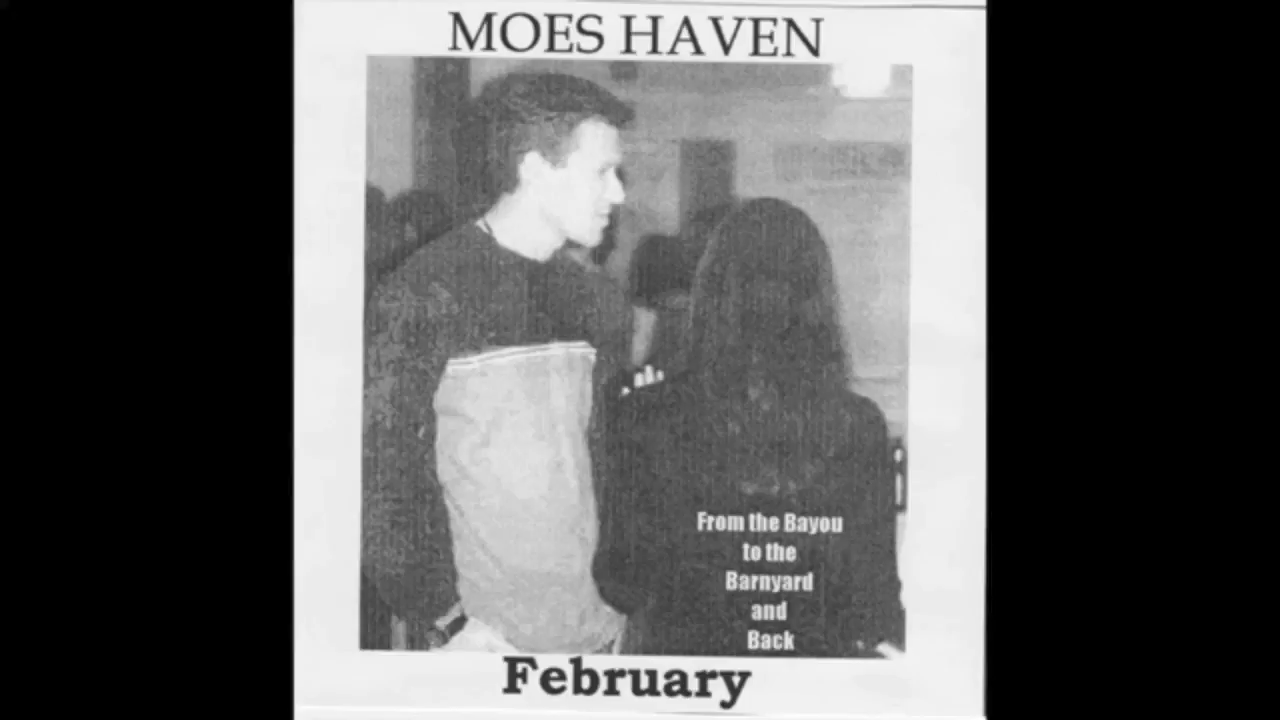 MOES HAVEN
From the Bayou
to the
Barnyard
and
Back
February